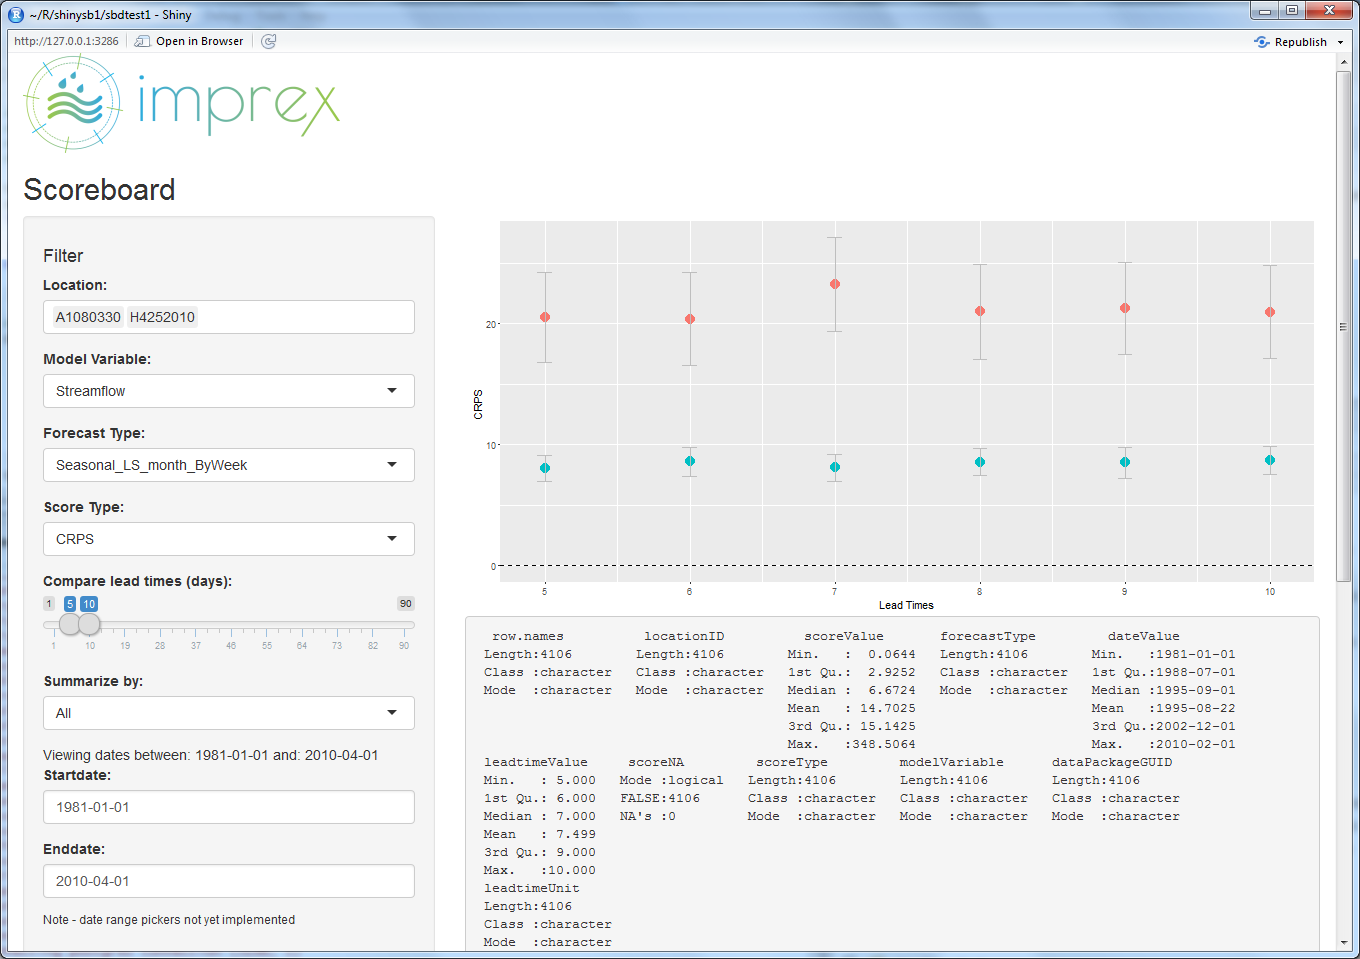 ~/R/shinysb1/sbdtest1 - Shiny
http://127.0.0.1:3286 Open in Browser Republish
imprex
Scoreboard
Filter
Location:
A1080330 H4252010
Model Variable:
Streamflow
Forecast Type:
Seasonal_LS_month_ByWeek
Score Type:
CRPS
Compare lead times (days):
1 5 10 90
1 10 19 28 37 46 55 64 73 82 90
Summarize by:
All
Viewing dates between: 1981-01-01 and: 2010-04-01
Startdate:
1981-01-01
Enddate:
2010-04-01
Note - date range pickers not yet implemented
CRPS
20
10
0
5 6 7 8 9 10
Lead Times
row.names locationID scoreValue forecastType dateValue
Length:4106 Length:4106 Min. : 0.0644 Length:4106 Min. :1981-01-01
Class :character Class :character 1st Qu.: 2.9252 Class :character 1st Qu.:1988-07-01
Mode :character Mode :character Median : 6.6724 Mode :character Median :1995-09-01
Mean : 14.7025 Mean :1995-08-22
3rd Qu.: 15.1425 3rd Qu.:2002-12-01
Max. :348.5064 Max. :2010-02-01
leadtimeValue scoreNA scoreType modelVariable dataPackageGUID
Min. : 5.000 Mode :logical Length:4106 Length:4106 Length:4106
1st Qu.: 6.000 FALSE:4106 Class :character Class :character Class :character
Median : 7.000 NA's :0 Mode :character Mode :character Mode :character
Mean : 7.499
3rd Qu.: 9.000
Max. :10.000
leadtimeUnit
Length:4106
Class :character
Mode :character